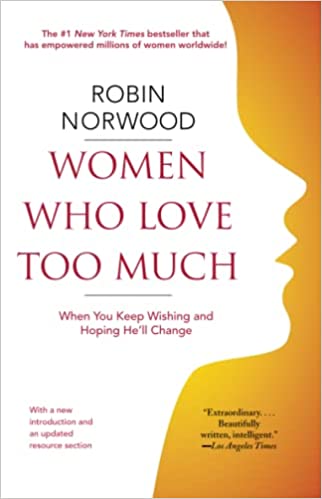 The #1 New York Times bestseller that
has empowered millions of women worldwide!
ROBIN
NORWOOD
WOMEN
WHO LOVE
TOO MUCH
When You Keep Wishing and
Hoping He'll Change
With a new
introduction and
an updated
resource section
"Extraordinary. . . .
Beautifully
written, intelligent."
—Los Angeles Times